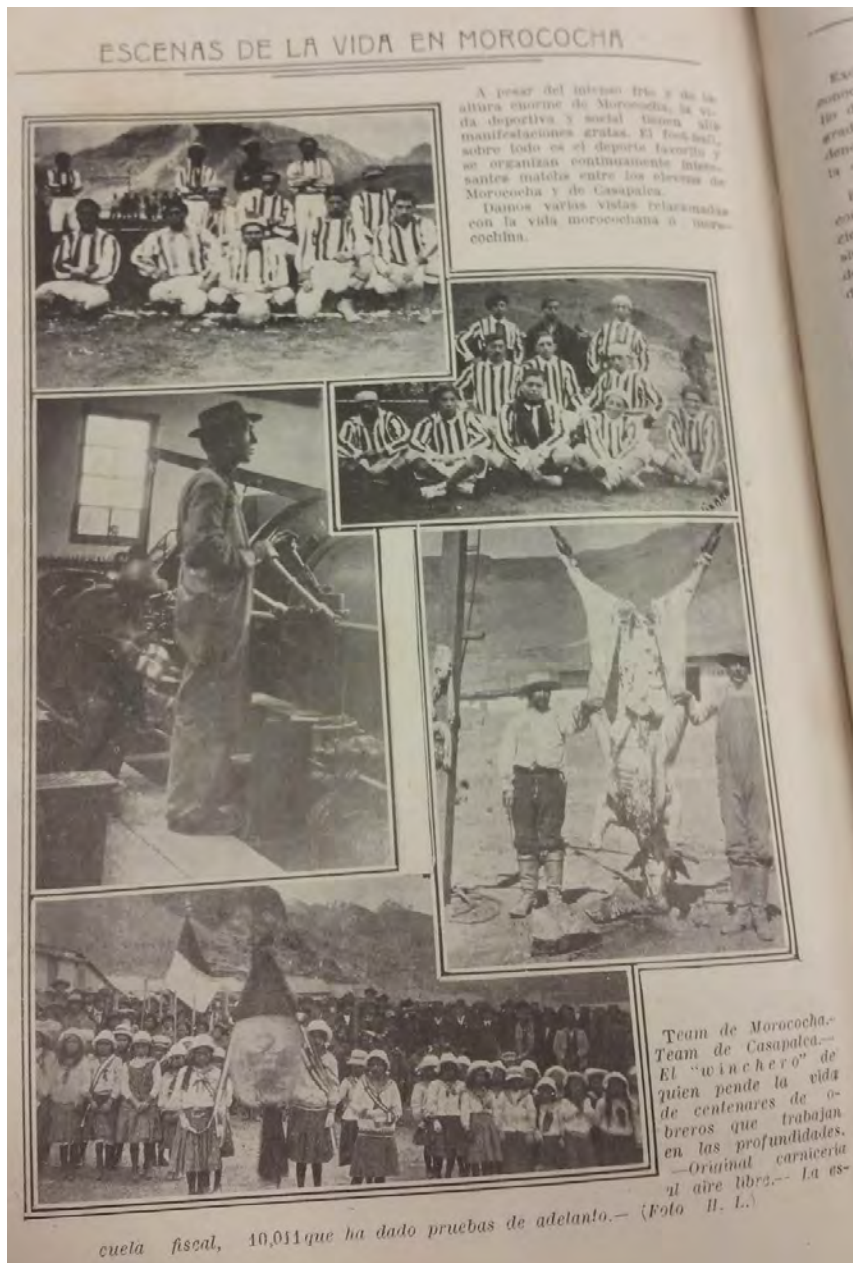 ESCENAS DE LA VIDA EN MOROCOCHA
A pesar del intenso frío y de la
altura enorme de Morococha, la vi-
da deportiva y social tienen allí
manifestaciones gratas. El foot-ball,
sobre todo es el deporte favorito y
se organizan continuamente intere-
santes matchs entre los elevens de
Morococha y de Casapalca.
Damos varias vistas relacionadas
con la vida morocochana ó moro-
cochina.
Team de Morococha.-
Team de Casapalca.—
El "winchero" de
quien pende la vida
de centenares de o-
breros que trabajan
en las profundidades.
—Original carnicería
al aire libre.-- La es-
cuela fiscal, 10,011 que ha dado pruebas de adelanto.— (Foto H. L.)